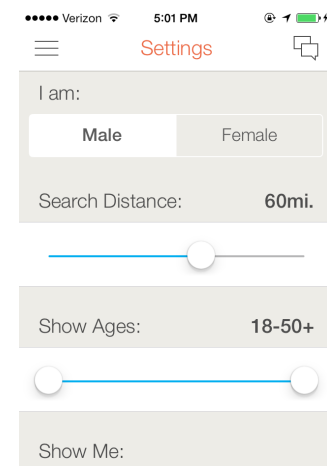 Verizon 5:01 PM
Settings
I am:
Male Female
Search Distance: 60mi.
Show Ages: 18-50+
Show Me: